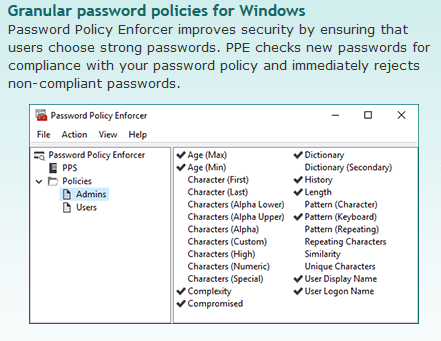 Granular password policies for Windows
Password Policy Enforcer improves security by ensuring that
users choose strong passwords. PPE checks new passwords for
compliance with your password policy and immediately rejects
non-compliant passwords.
Password Policy Enforcer
File Action View Help
Password Policy Enforcer
PPS
Policies
Admins
Users
Age (Max)
Age (Min)
Character (First)
Character (Last)
Characters (Alpha Lower)
Characters (Alpha Upper)
Characters (Alpha)
Characters (Custom)
Characters (High)
Characters (Numeric)
Characters (Special)
Complexity
Compromised
Dictionary
Dictionary (Secondary)
History
Length
Pattern (Character)
Pattern (Keyboard)
Pattern (Repeating)
Repeating Characters
Similarity
Unique Characters
User Display Name
User Logon Name